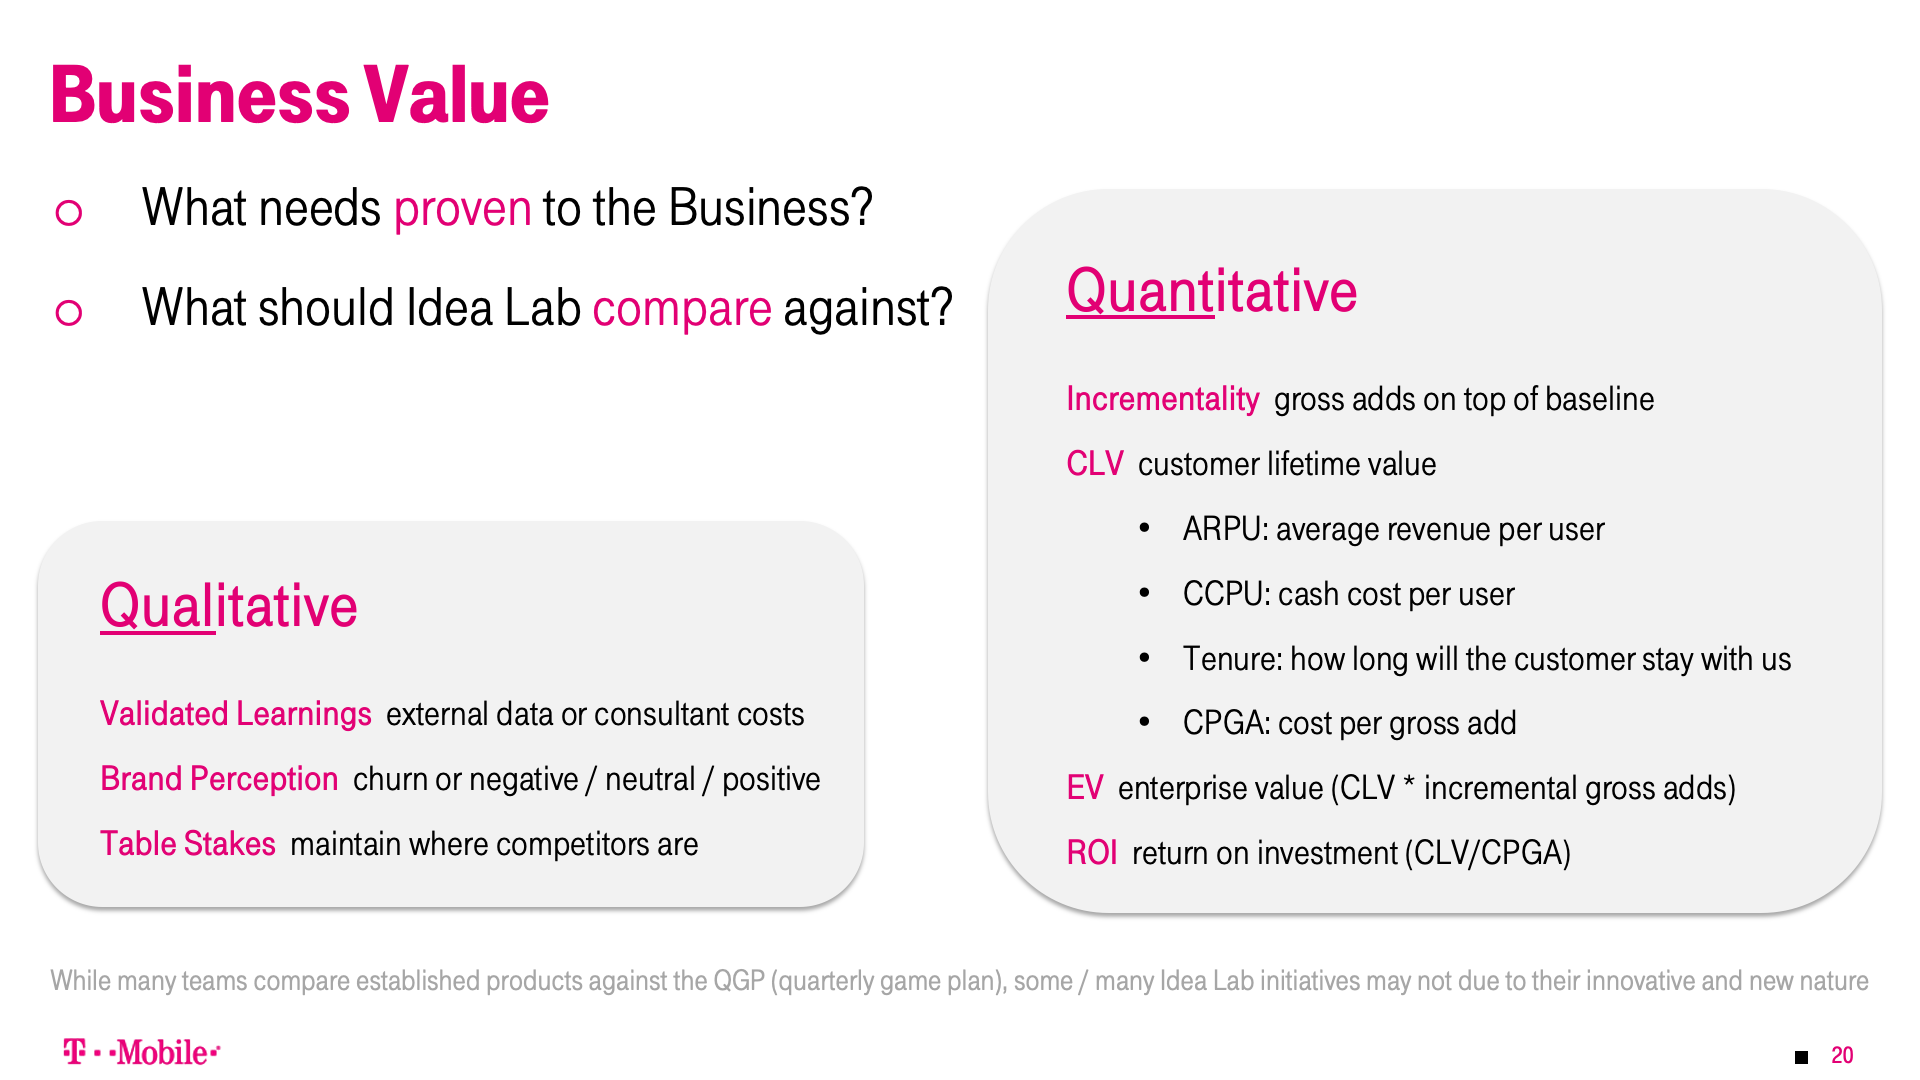 Business Value
What needs proven to the Business?
What should Idea Lab compare against?
Qualitative
Validated Learnings external data or consultant costs
Brand Perception churn or negative / neutral / positive
Table Stakes maintain where competitors are
Quantitative
Incrementality gross adds on top of baseline
CLV customer lifetime value
• ARPU: average revenue per user
• CCPU: cash cost per user
• Tenure: how long will the customer stay with us
• CPGA: cost per gross add
EV enterprise value (CLV * incremental gross adds)
ROI return on investment (CLV/CPGA)
While many teams compare established products against the QGP (quarterly game plan), some / many Idea Lab initiatives may not due to their innovative and new nature
T··Mobile·
20